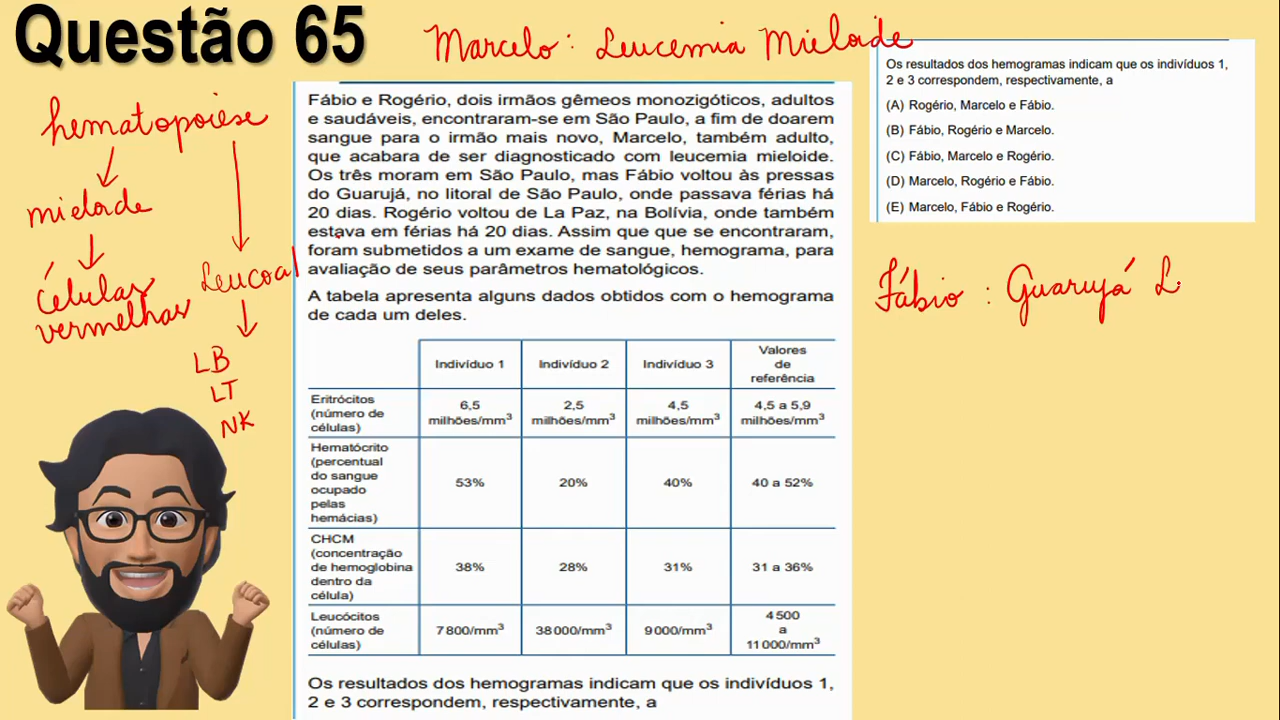 Questão 65
Marcelo: Leucemia Mieloide
hematopoiese
mieloide
células
vermelhas
LB
LT
NK
Fábio e Rogério, dois irmãos gêmeos monozigóticos, adultos
e saudáveis, encontraram-se em São Paulo, a fim de doarem
sangue para o irmão mais novo, Marcelo, também adulto,
que acabara de ser diagnosticado com leucemia mieloide.
Os três moram em São Paulo, mas Fábio voltou às pressas
do Guarujá, no litoral de São Paulo, onde passava férias há
20 dias. Rogério voltou de La Paz, na Bolívia, onde também
estava em férias há 20 dias. Assim que que se encontraram,
foram submetidos a um exame de sangue, hemograma, para
avaliação de seus parâmetros hematológicos.
A tabela apresenta alguns dados obtidos com o hemograma
de cada um deles.
Indivíduo 1 Indivíduo 2 Indivíduo 3 Valores
de
referência
Eritrócitos
(número de
células)
6,5
milhões/mm³
2,5
milhões/mm³
4,5
milhões/mm³
4,5 a 5,9
milhões/mm³
Hematócrito
(percentual
do sangue
ocupado
pelas
hemácias)
53% 20% 40% 40 a 52%
CHCM
(concentração
de hemoglobina
dentro da
célula)
38% 28% 31% 31 a 36%
Leucócitos
(número de
células)
7 800/mm³ 38 000/mm³ 9 000/mm³
4 500
a
11 000/mm³
Os resultados dos hemogramas indicam que os indivíduos 1,
2 e 3 correspondem, respectivamente, a
Os resultados dos hemogramas indicam que os indivíduos 1,
2 e 3 correspondem, respectivamente, a
(A) Rogério, Marcelo e Fábio.
(B) Fábio, Rogério e Marcelo.
(C) Fábio, Marcelo e Rogério.
(D) Marcelo, Rogério e Fábio.
(E) Marcelo, Fábio e Rogério.
Fábio : Guarujá L